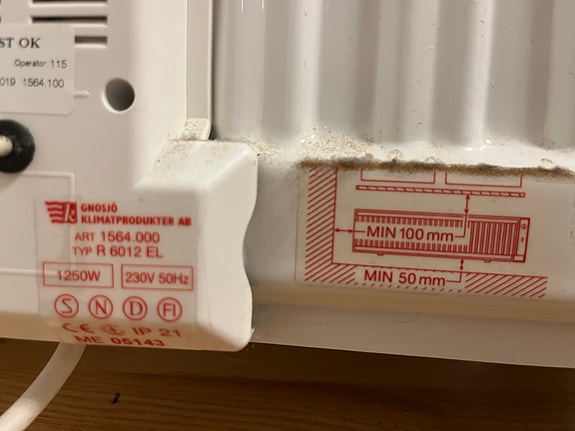 ST OK
Operator: 115
019 1564.100
GNOSJÖ
KLIMATPRODUKTER AB
ART 1564.000
TYP R 6012 EL
1250W 230V 50Hz
S N D FI
CE IP 21
ME 05143
MIN 100 mm
MIN 50 mm